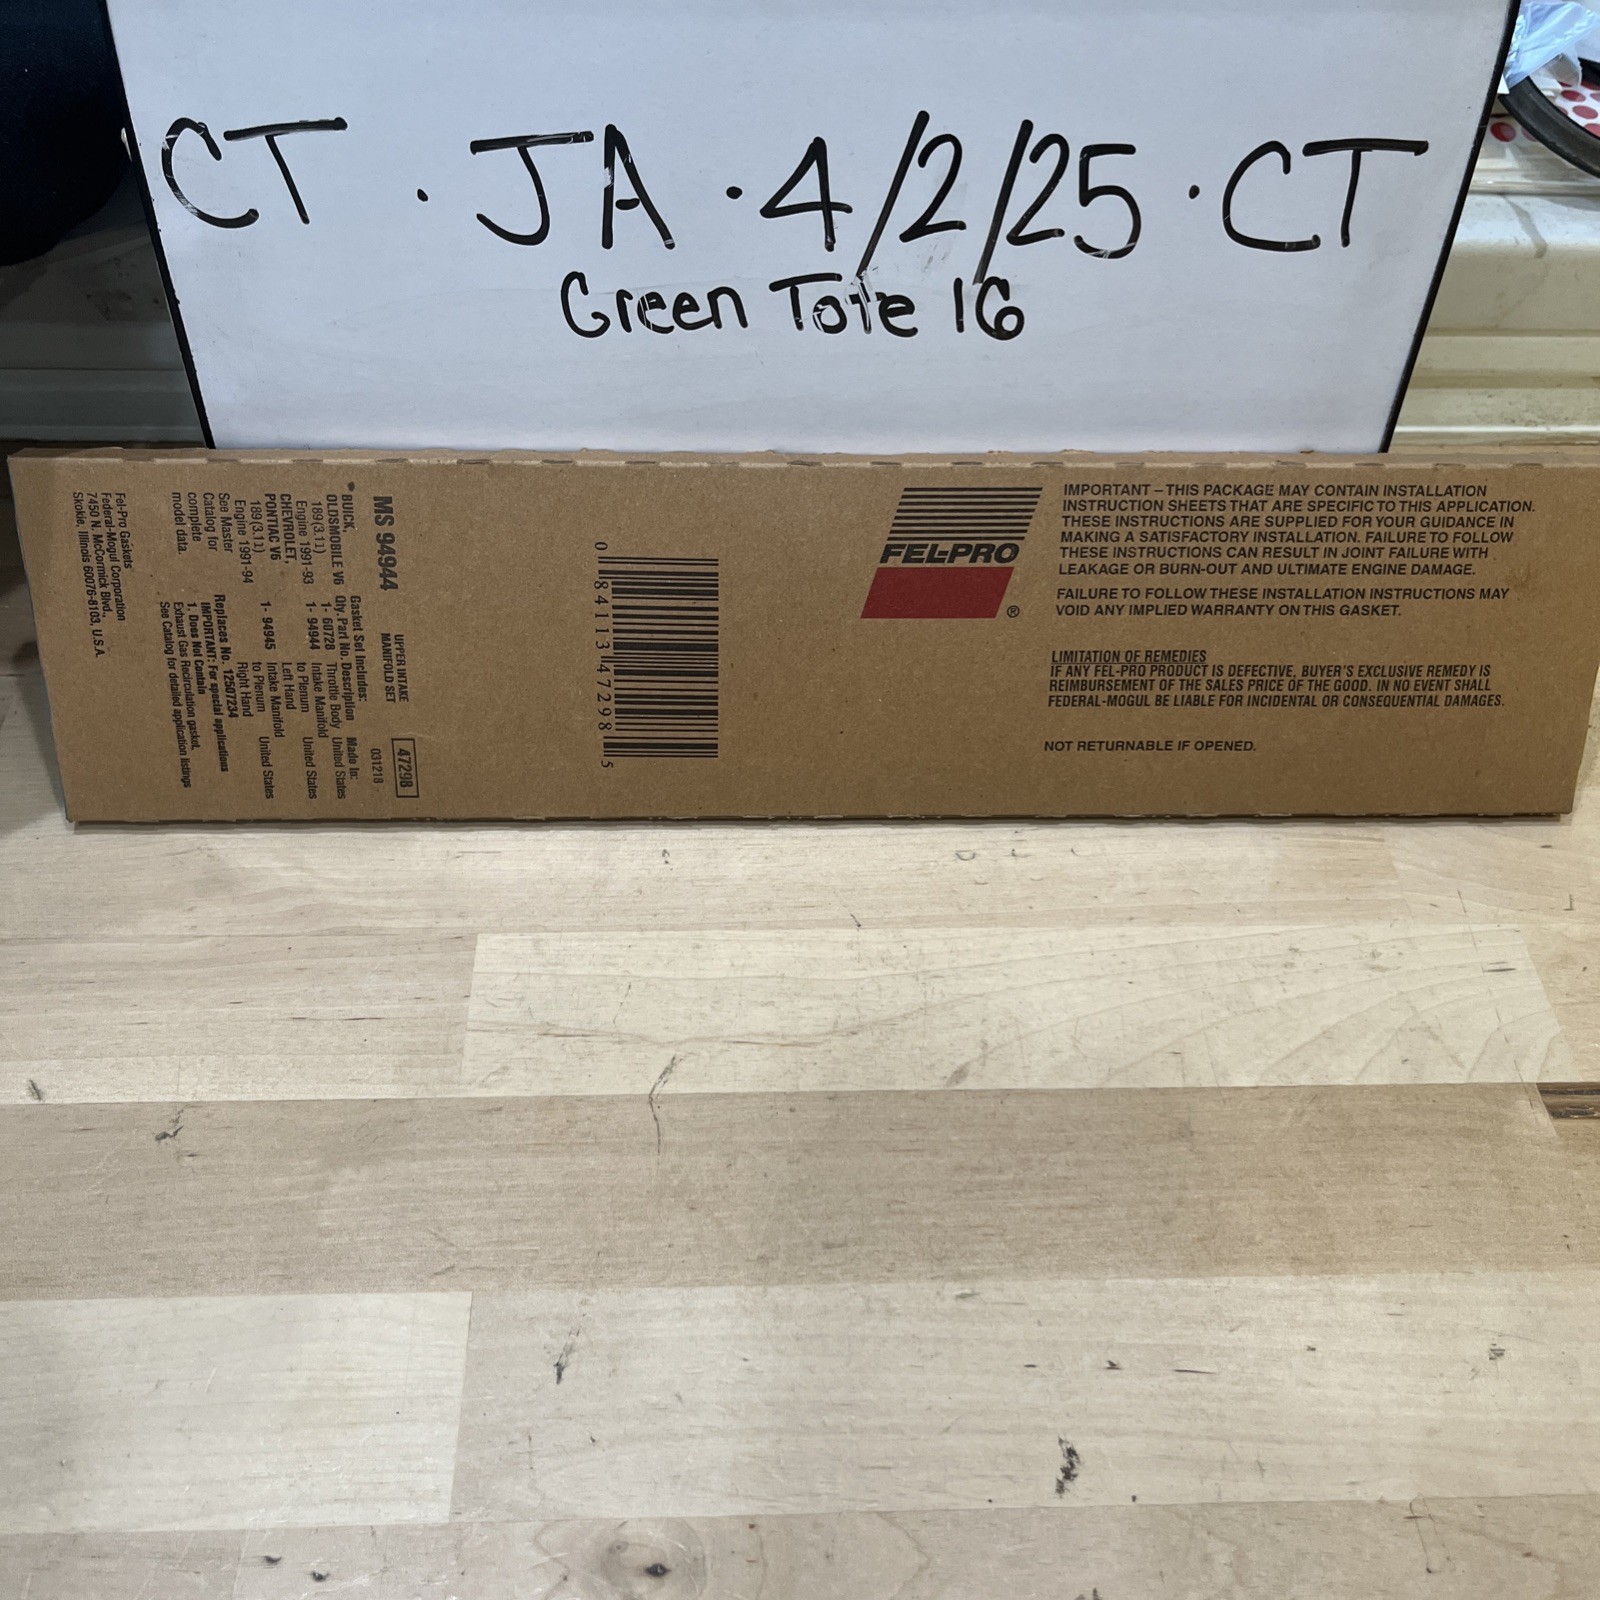 CT . JA . 4/2/25 . CT
Green Tote 16
IMPORTANT – THIS PACKAGE MAY CONTAIN INSTALLATION
INSTRUCTION SHEETS THAT ARE SPECIFIC TO THIS APPLICATION.
THESE INSTRUCTIONS ARE SUPPLIED FOR YOUR GUIDANCE IN
MAKING A SATISFACTORY INSTALLATION. FAILURE TO FOLLOW
THESE INSTRUCTIONS CAN RESULT IN JOINT FAILURE WITH
LEAKAGE OR BURN-OUT AND ULTIMATE ENGINE DAMAGE.
FAILURE TO FOLLOW THESE INSTALLATION INSTRUCTIONS MAY
VOID ANY IMPLIED WARRANTY ON THIS GASKET.
LIMITATION OF REMEDIES
IF ANY FEL-PRO PRODUCT IS DEFECTIVE, BUYER'S EXCLUSIVE REMEDY IS
REIMBURSEMENT OF THE SALES PRICE OF THE GOOD. IN NO EVENT SHALL
FEDERAL-MOGUL BE LIABLE FOR INCIDENTAL OR CONSEQUENTIAL DAMAGES.
NOT RETURNABLE IF OPENED.
FEL-PRO ®
0 84113 47298 5
MS 94944
UPPER INTAKE
MANIFOLD SET
47298
031218
* BUICK,
OLDSMOBILE V6
189(3.1L)
Engine 1991-93
CHEVROLET,
PONTIAC V6
189(3.1L)
Engine 1991-94
See Master
Catalog for
complete
model data.
Gasket Set Includes:
Qty. Part No. Description Made In:
1- 60728 Throttle Body United States
1- 94944 Intake Manifold United States
to Plenum
Left Hand
1- 94945 Intake Manifold United States
to Plenum
Right Hand
Replaces No. 12507234
IMPORTANT: For special applications
1. Does Not Contain
Exhaust Gas Recirculation gasket.
See Catalog for detailed application listings
Fel-Pro Gaskets
Federal-Mogul Corporation
7450 N. McCormick Blvd.,
Skokie, Illinois 60076-8103, U.S.A.